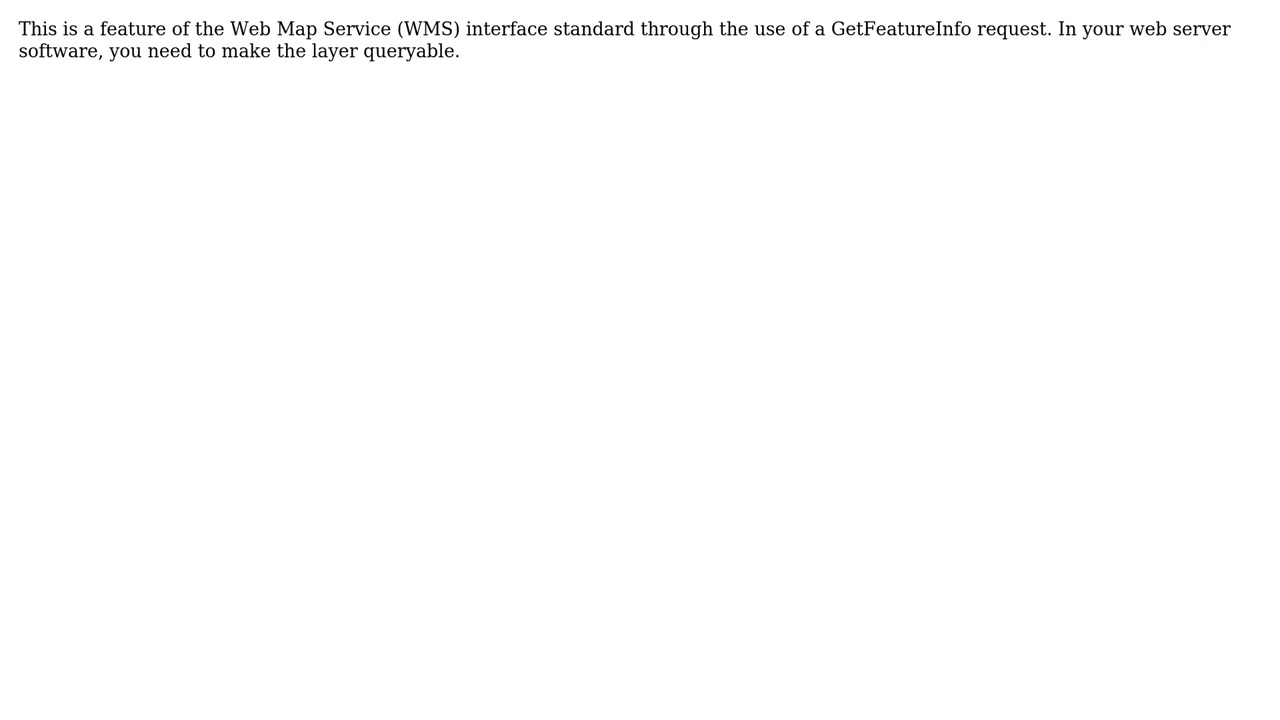 This is a feature of the Web Map Service (WMS) interface standard through the use of a GetFeatureInfo request. In your web server
software, you need to make the layer queryable.